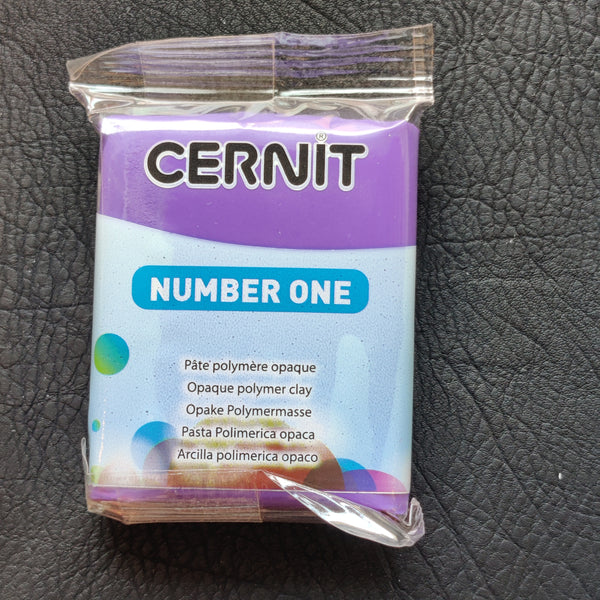 CERNIT®
NUMBER ONE
Pâte polymère opaque
Opaque polymer clay
Opake Polymermasse
Pasta Polimerica opaca
Arcilla polimerica opaco